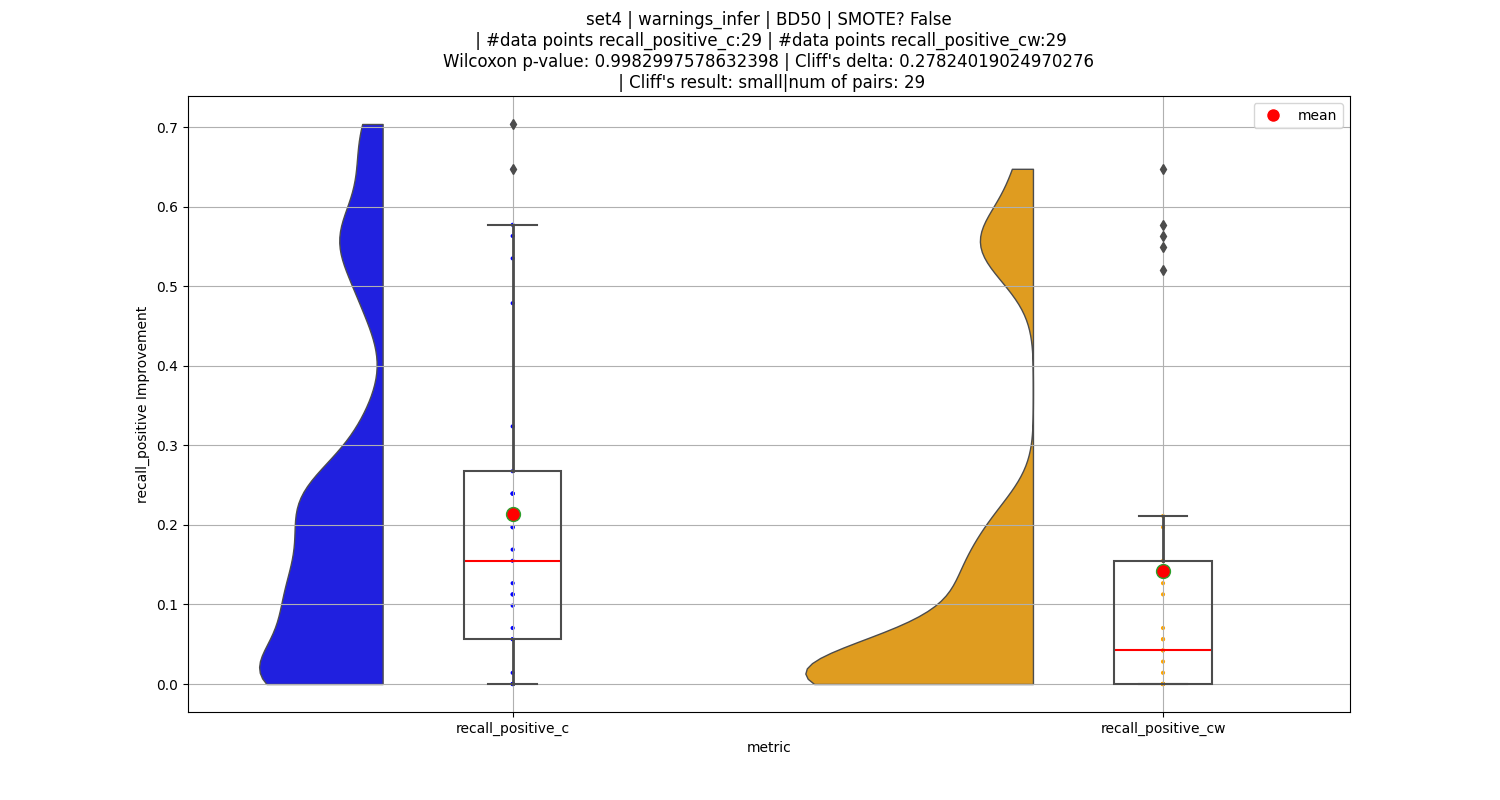 set4 | warnings_infer | BD50 | SMOTE? False
| #data points recall_positive_c:29 | #data points recall_positive_cw:29
Wilcoxon p-value: 0.9982997578632398 | Cliff's delta: 0.27824019024970276
| Cliff's result: small|num of pairs: 29
mean
0.7
0.6
0.5
0.4
0.3
0.2
0.1
0.0
recall_positive Improvement
recall_positive_c
recall_positive_cw
metric